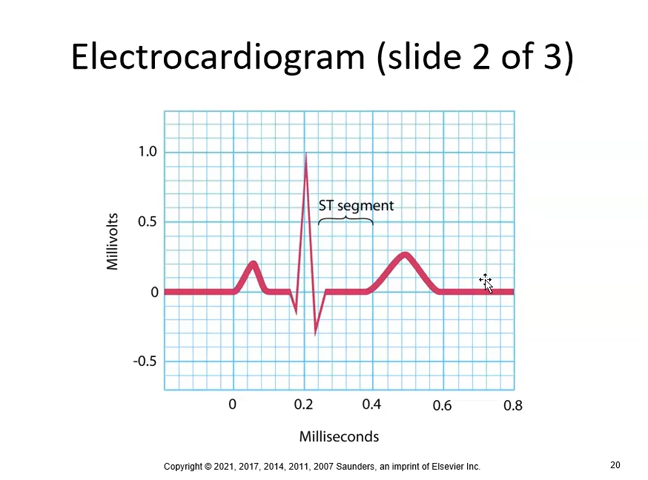 Electrocardiogram (slide 2 of 3)
1.0
ST segment
0.5
Millivolts
0
-0.5
0 0.2 0.4 0.6 0.8
Milliseconds
Copyright © 2021, 2017, 2014, 2011, 2007 Saunders, an imprint of Elsevier Inc.
20